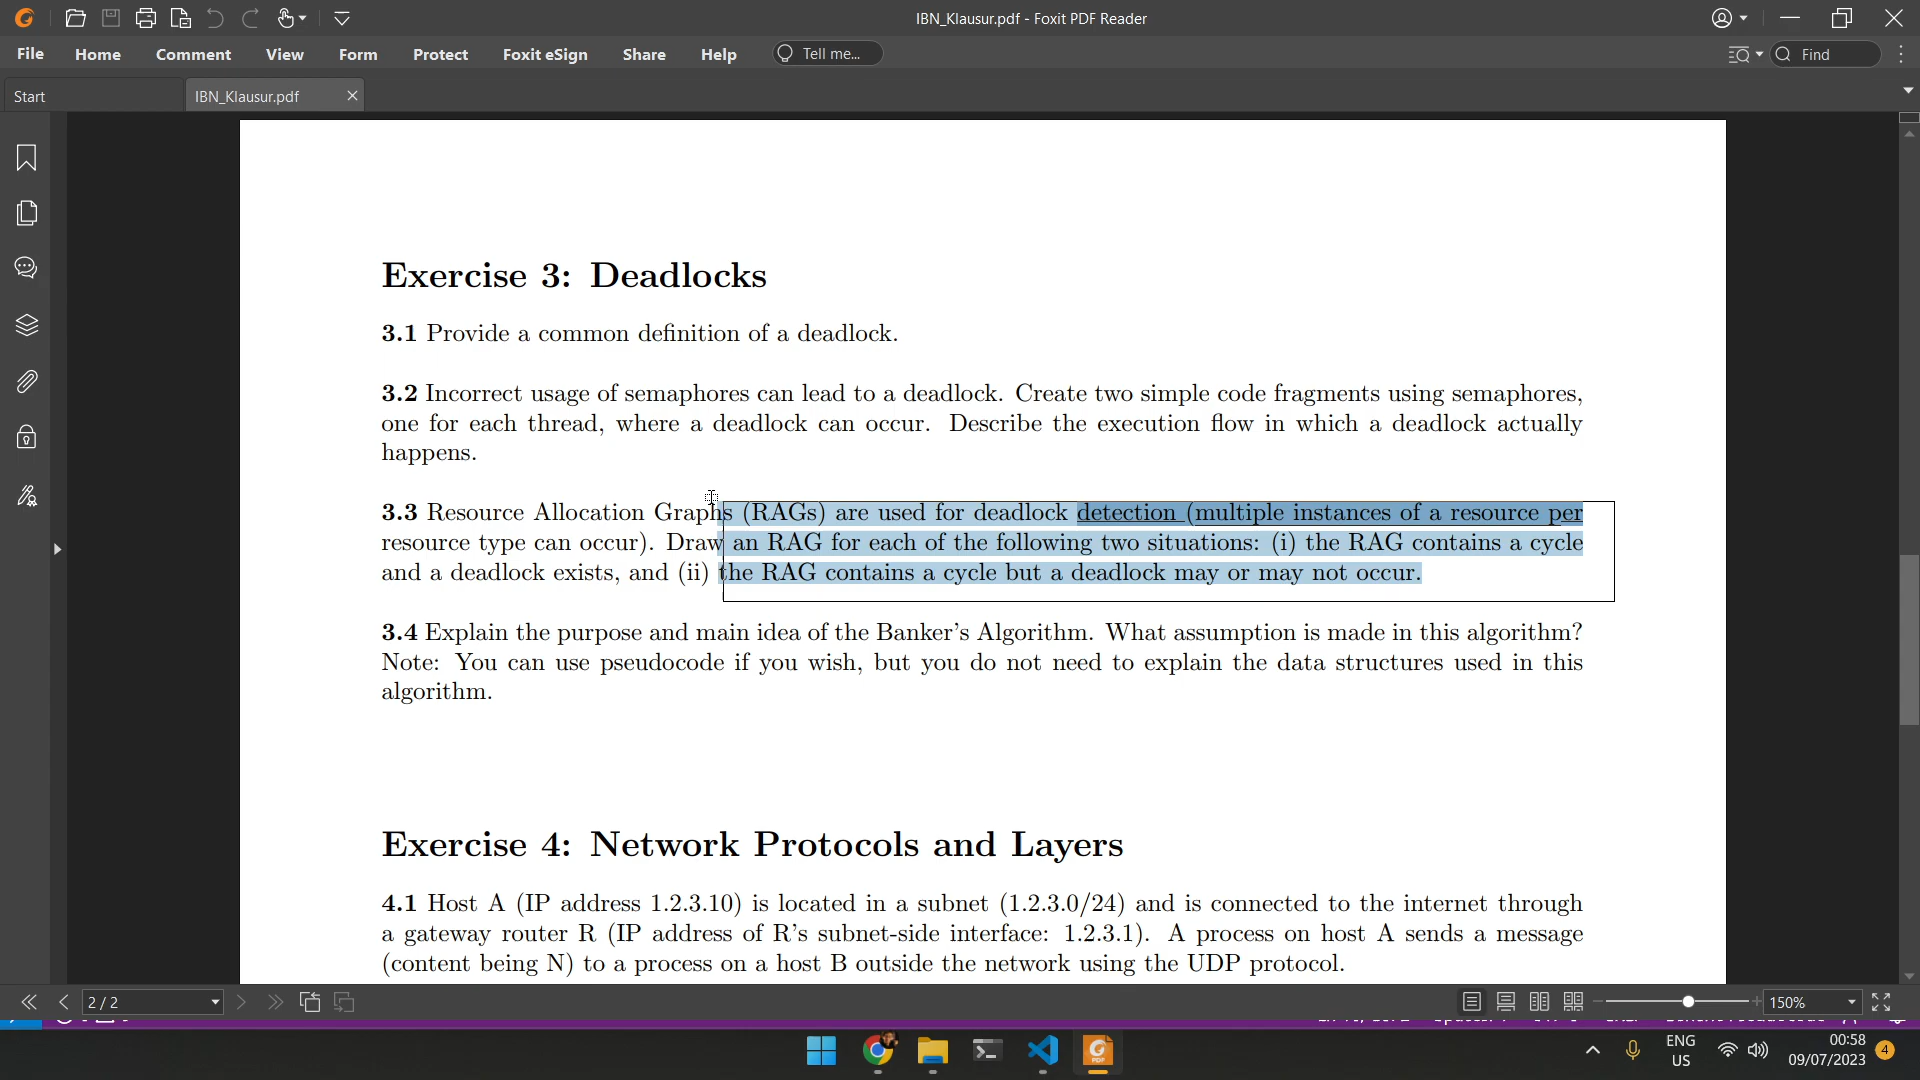 IBN_Klausur.pdf - Foxit PDF Reader
File Home Comment View Form Protect Foxit eSign Share Help Tell me... Find
Start IBN_Klausur.pdf
Exercise 3: Deadlocks
3.1 Provide a common definition of a deadlock.
3.2 Incorrect usage of semaphores can lead to a deadlock. Create two simple code fragments using semaphores,
one for each thread, where a deadlock can occur. Describe the execution flow in which a deadlock actually
happens.
3.3 Resource Allocation Graphs (RAGs) are used for deadlock detection (multiple instances of a resource per
resource type can occur). Draw an RAG for each of the following two situations: (i) the RAG contains a cycle
and a deadlock exists, and (ii) the RAG contains a cycle but a deadlock may or may not occur.
3.4 Explain the purpose and main idea of the Banker's Algorithm. What assumption is made in this algorithm?
Note: You can use pseudocode if you wish, but you do not need to explain the data structures used in this
algorithm.
Exercise 4: Network Protocols and Layers
4.1 Host A (IP address 1.2.3.10) is located in a subnet (1.2.3.0/24) and is connected to the internet through
a gateway router R (IP address of R's subnet-side interface: 1.2.3.1). A process on host A sends a message
(content being N) to a process on a host B outside the network using the UDP protocol.
2 / 2 150%
ENG 00:58
US 09/07/2023 4
PDF